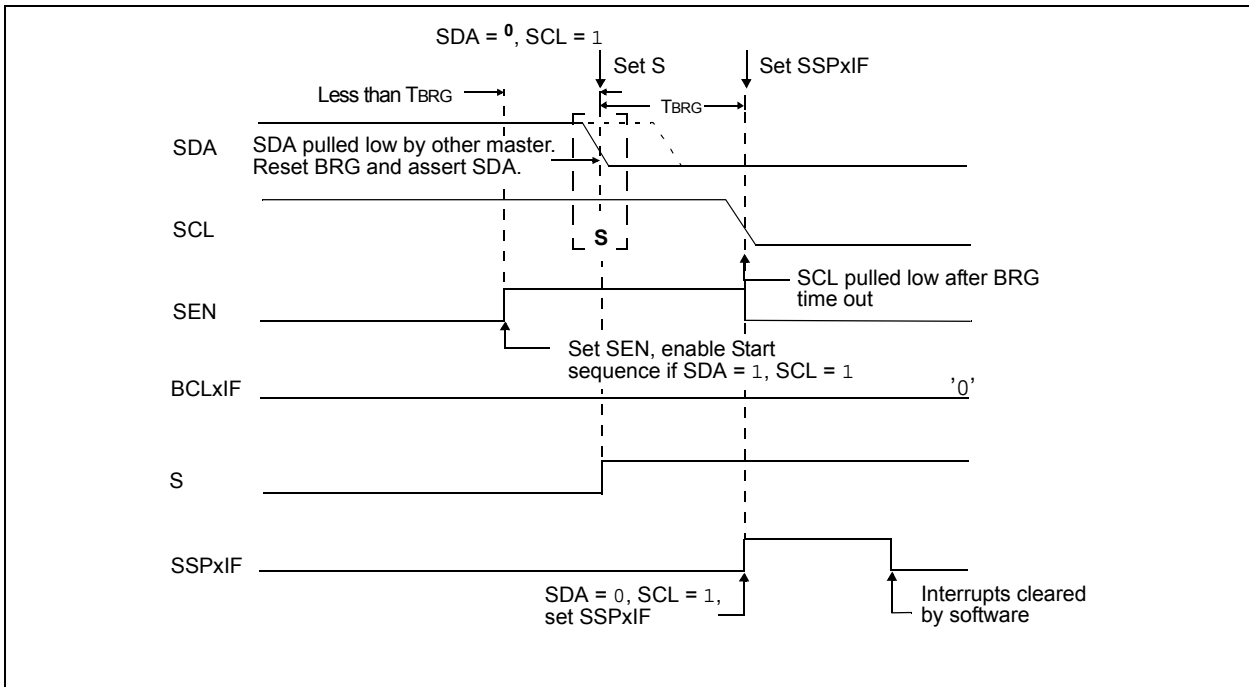 SDA = 0, SCL = 1
Set S
Set SSPxIF
Less than TBRG
TBRG
SDA
SDA pulled low by other master.
Reset BRG and assert SDA.
SCL
S
SCL pulled low after BRG
time out
SEN
Set SEN, enable Start
sequence if SDA = 1, SCL = 1
BCLxIF
'0'
S
SSPxIF
SDA = 0, SCL = 1,
set SSPxIF
Interrupts cleared
by software